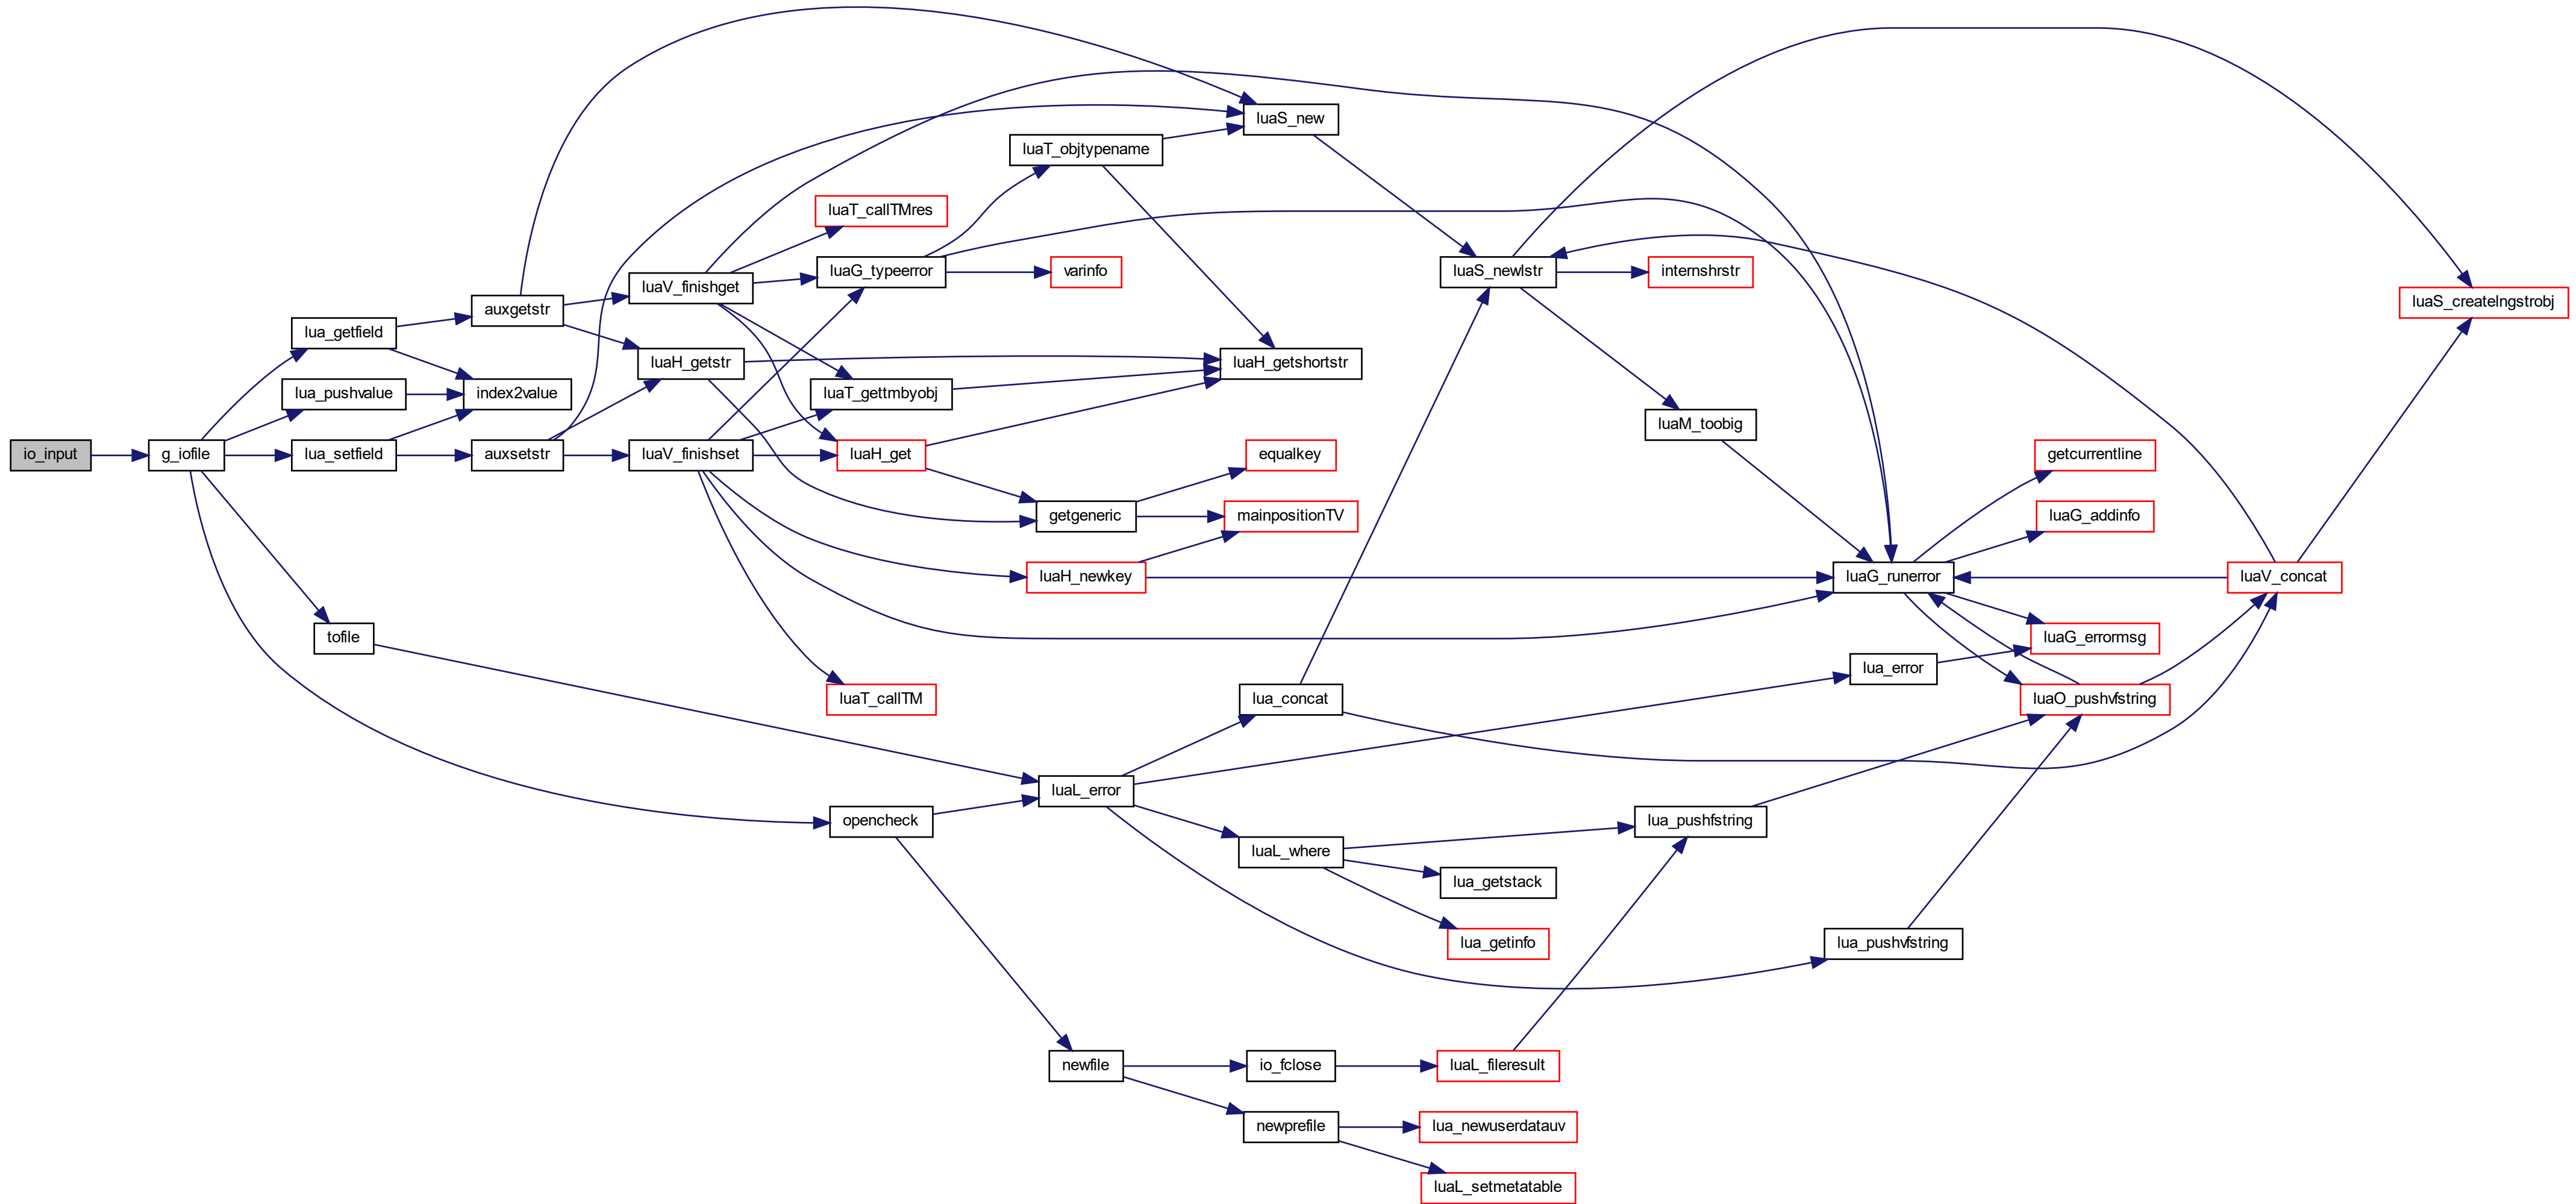 io_input
g_iofile
lua_getfield
lua_pushvalue
lua_setfield
tofile
auxgetstr
index2value
auxsetstr
luaV_finishget
luaH_getstr
luaV_finishset
luaT_callTMres
luaG_typeerror
luaT_gettmbyobj
luaH_get
luaT_callTM
opencheck
luaT_objtypename
varinfo
getgeneric
luaH_newkey
luaL_error
newfile
luaS_new
luaH_getshortstr
equalkey
mainpositionTV
lua_concat
luaL_where
io_fclose
newprefile
luaS_newlstr
internshrstr
luaM_toobig
lua_getstack
lua_getinfo
luaL_fileresult
lua_newuserdatauv
luaL_setmetatable
lua_pushfstring
luaG_runerror
lua_error
lua_pushvfstring
getcurrentline
luaG_addinfo
luaG_errormsg
luaO_pushvfstring
luaV_concat
luaS_createlngstrobj